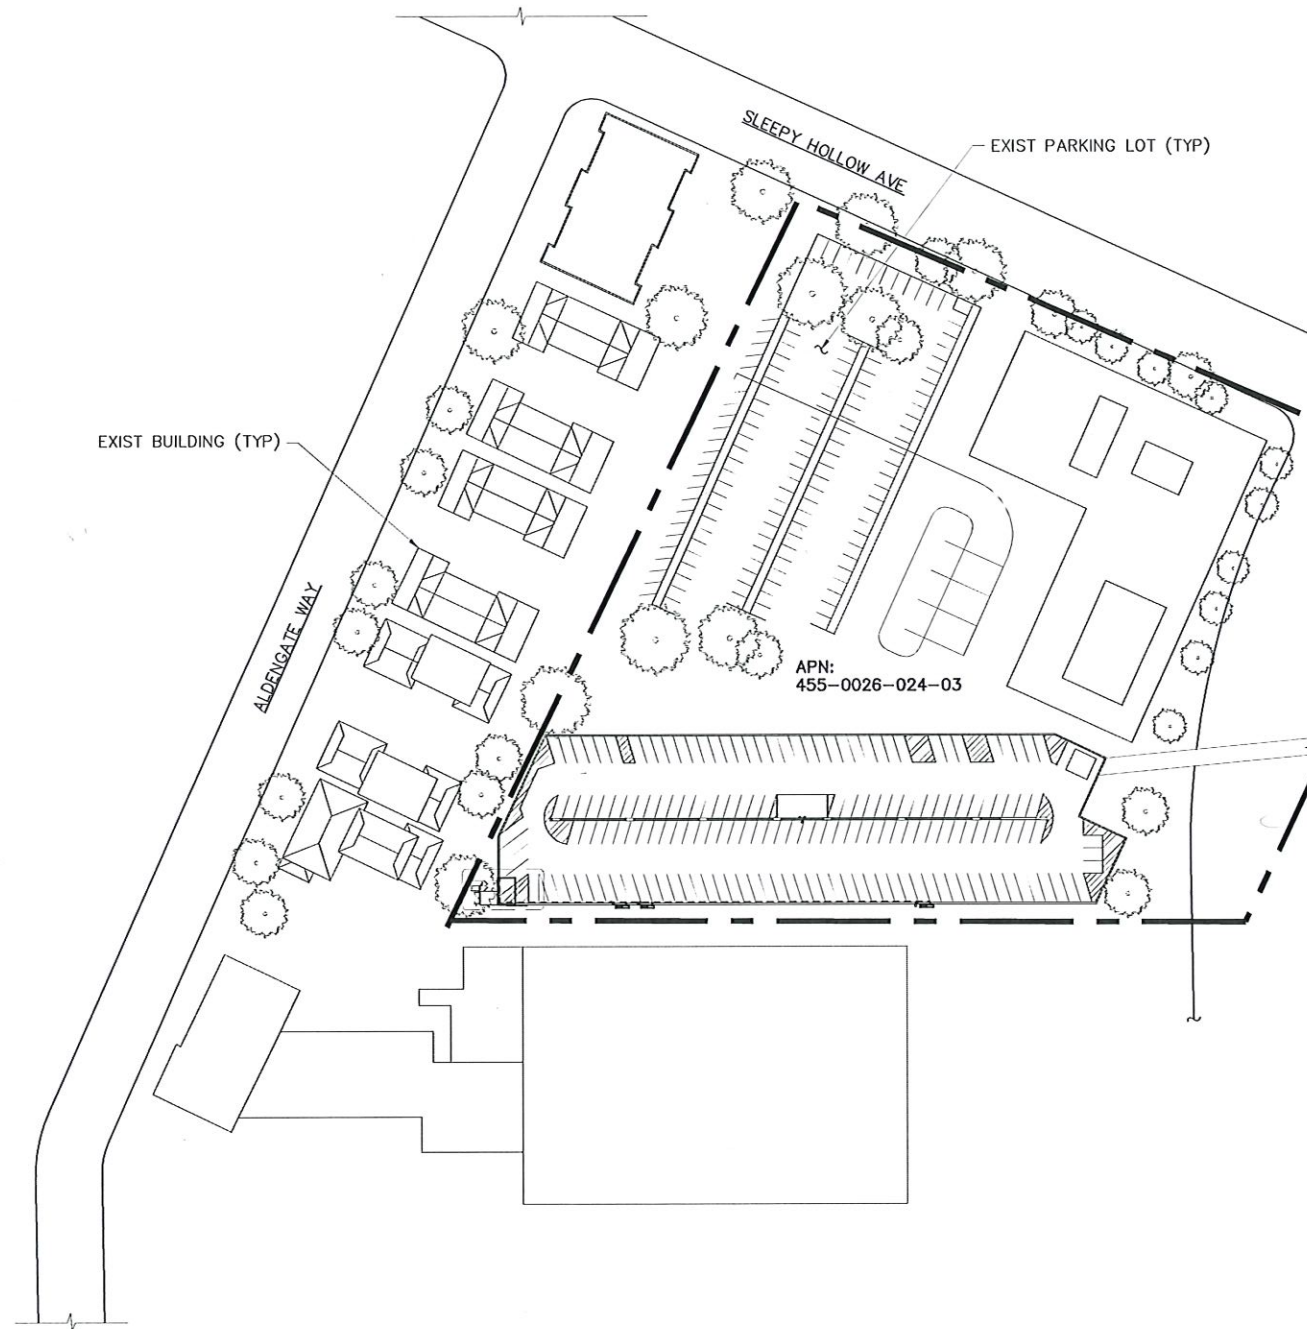 SLEEPY HOLLOW AVE
EXIST PARKING LOT (TYP)
EXIST BUILDING (TYP)
ALDENGATE WAY
APN:
455-0026-024-03